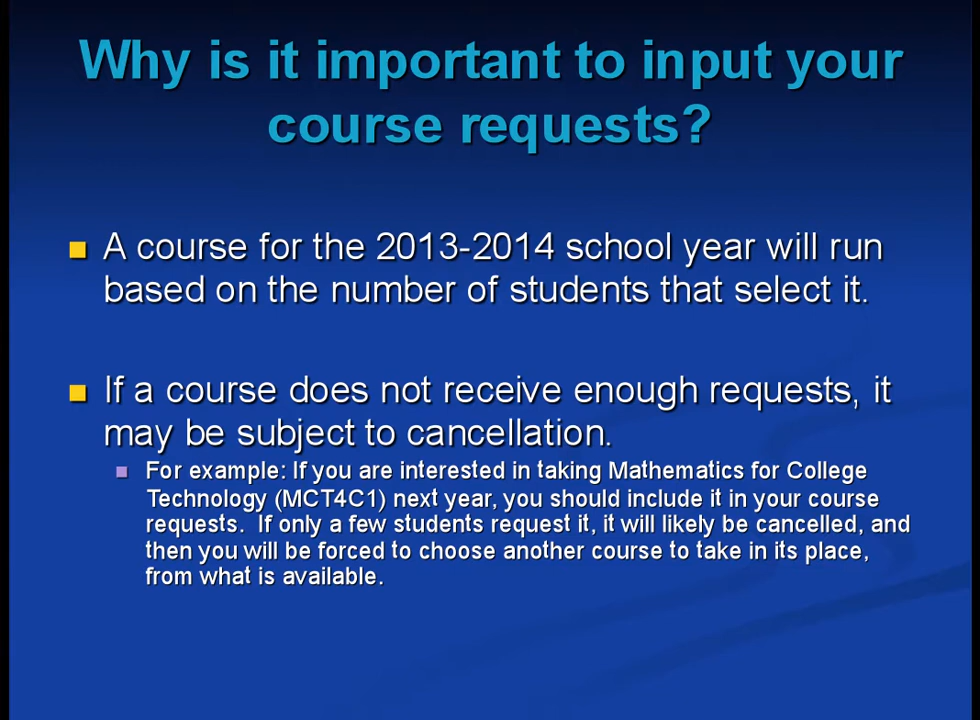 Why is it important to input your
course requests?
A course for the 2013-2014 school year will run
based on the number of students that select it.
If a course does not receive enough requests, it
may be subject to cancellation.
For example: If you are interested in taking Mathematics for College
Technology (MCT4C1) next year, you should include it in your course
requests.  If only a few students request it, it will likely be cancelled, and
then you will be forced to choose another course to take in its place,
from what is available.